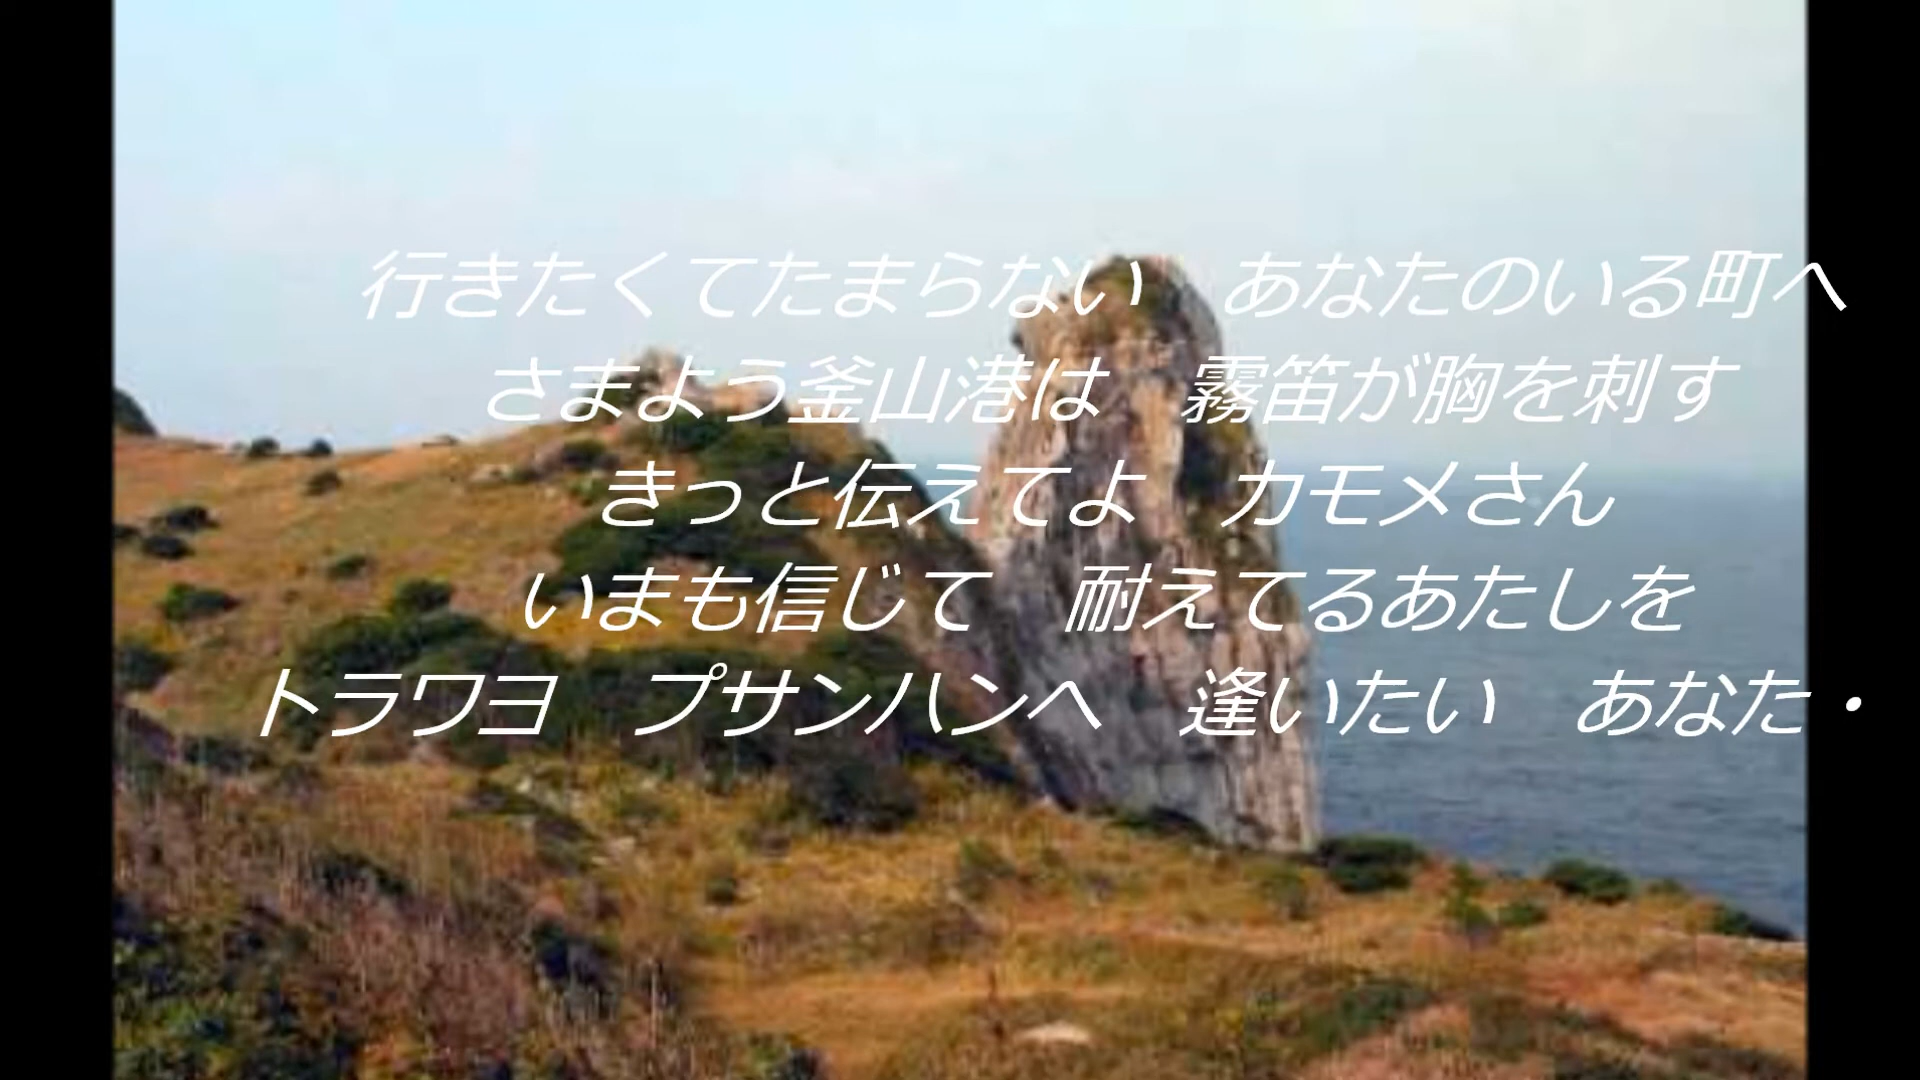 行きたくてたまらない　あなたのいる町へ
さまよう釜山港は　霧笛が胸を刺す
きっと伝えてよ　カモメさん
いまも信じて　耐えてるあたしを
トラワヨ　プサンハンへ　逢いたい　あなた・